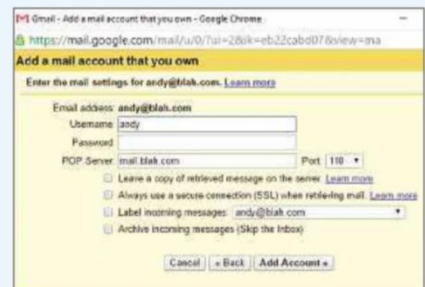 Gmail - Add a mail account that you own - Google Chrome
https://mail.google.com/mail/u/0/?ui=2&ik=eb22cabd07&view=ma
Add a mail account that you own
Enter the mail settings for andy@blah.com. Learn more
Email address: andy@blah.com
Username: andy
Password:
POP Server: mail.blah.com Port: 110
Leave a copy of retrieved message on the server. Learn more
Always use a secure connection (SSL) when retrieving mail. Learn more
Label incoming messages: andy@blah.com
Archive incoming messages (Skip the Inbox)
Cancel « Back Add Account »